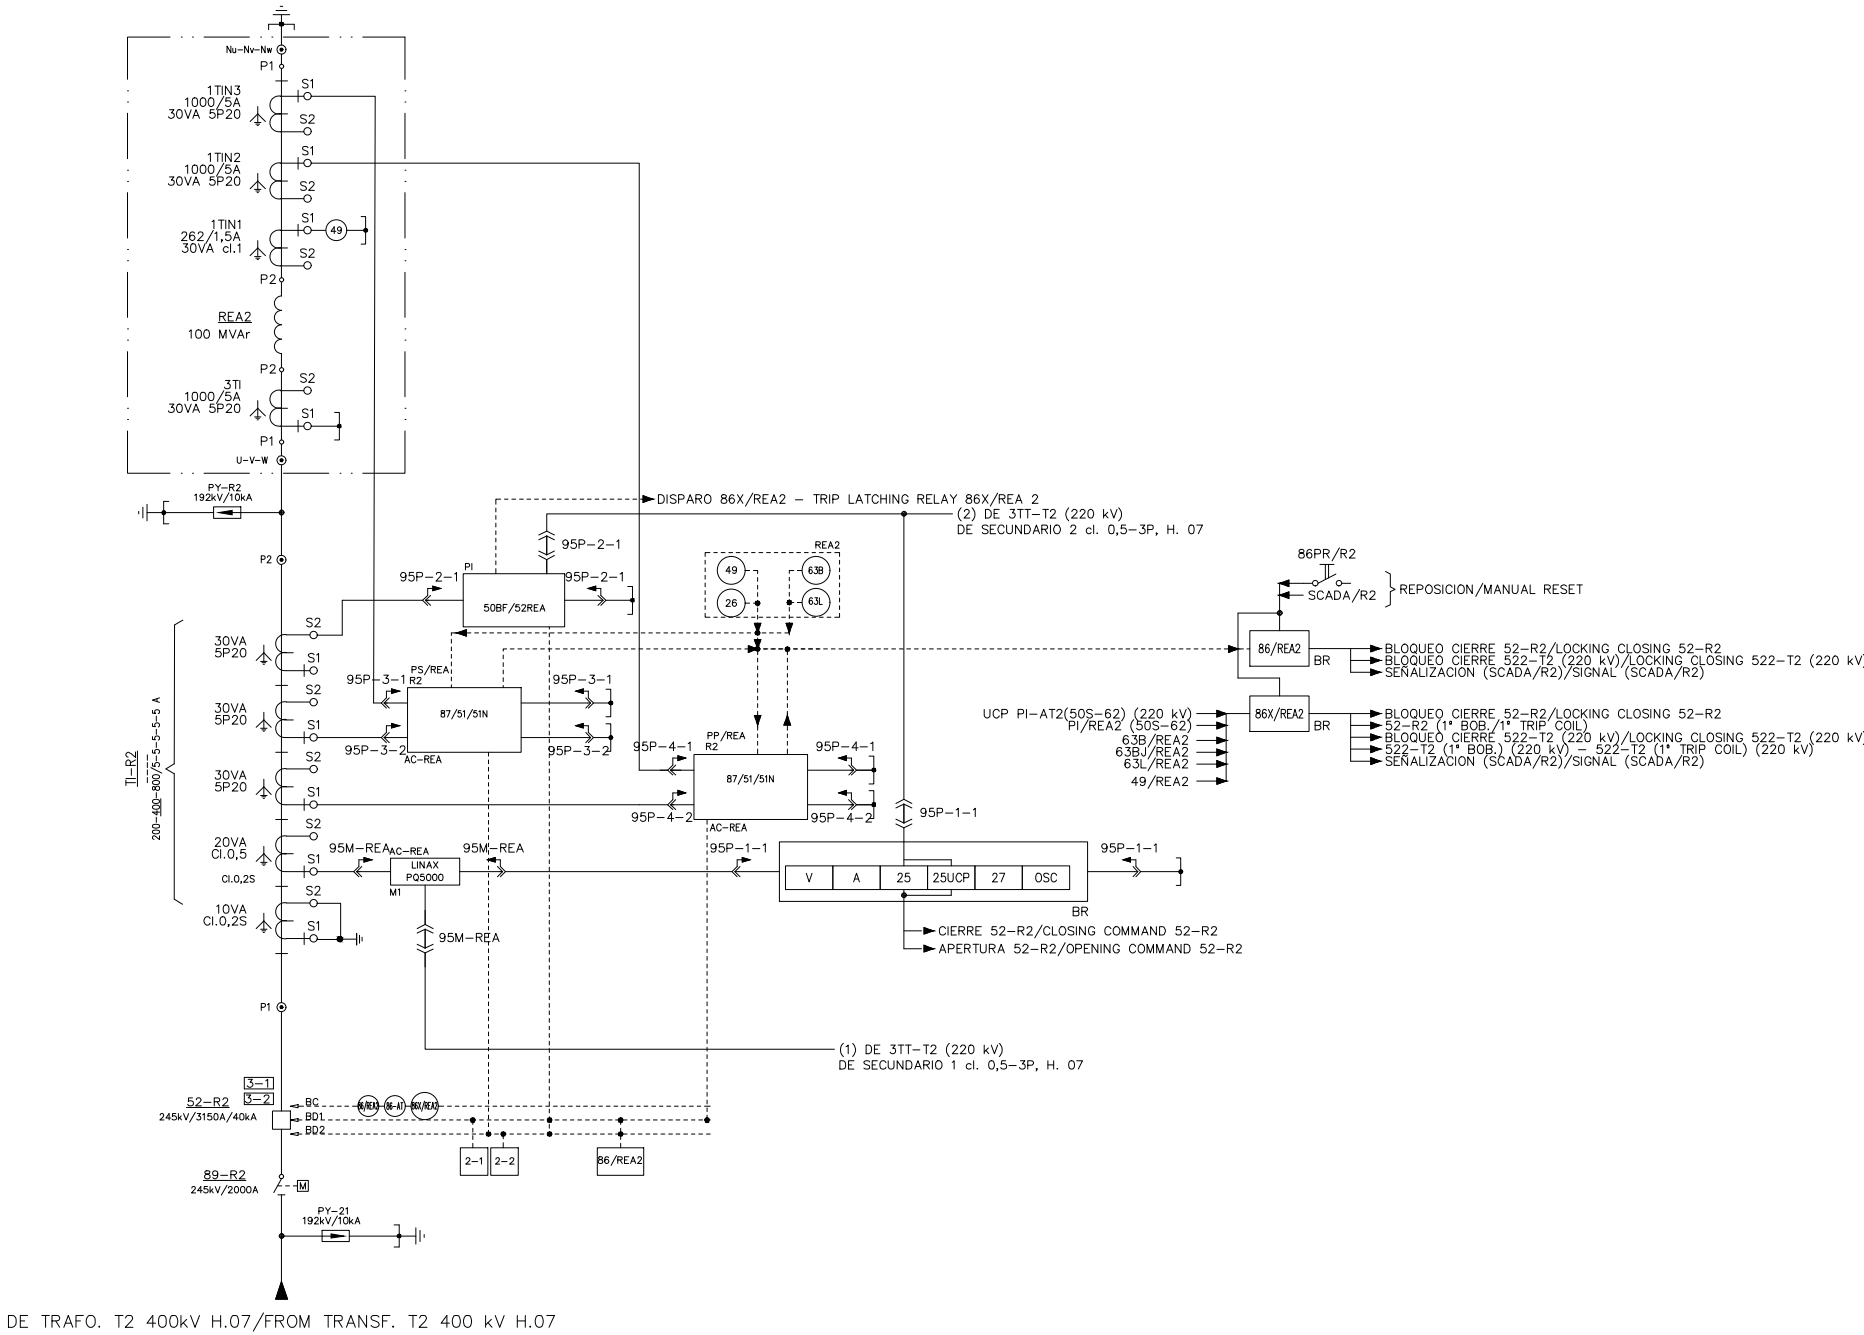 Nu-Nv-Nw
P1
1TIN3
1000/5A
30VA 5P20
S1
S2
1TIN2
1000/5A
30VA 5P20
S1
S2
1TIN1
262/1,5A
30VA cl.1
S1
49
S2
P2
REA2
100 MVAr
P2
3TI
1000/5A
30VA 5P20
S2
S1
P1
U-V-W
PY-R2
192kV/10kA
P2
DISPARO 86X/REA2 - TRIP LATCHING RELAY 86X/REA 2
(2) DE 3TT-T2 (220 kV)
DE SECUNDARIO 2 cl. 0,5-3P, H. 07
95P-2-1
PI
95P-2-1
95P-2-1
50BF/52REA
REA2
49
63B
26
63L
86PR/R2
SCADA/R2
REPOSICION/MANUAL RESET
86/REA2
BR
BLOQUEO CIERRE 52-R2/LOCKING CLOSING 52-R2
BLOQUEO CIERRE 522-T2 (220 kV)/LOCKING CLOSING 522-T2 (220 kV)
SEÑALIZACION (SCADA/R2)/SIGNAL (SCADA/R2)
UCP PI-AT2(50S-62) (220 kV)
PI/REA2 (50S-62)
63B/REA2
63BJ/REA2
63L/REA2
49/REA2
86X/REA2
BR
BLOQUEO CIERRE 52-R2/LOCKING CLOSING 52-R2
52-R2 (1ª BOB./1ª TRIP COIL)
BLOQUEO CIERRE 522-T2 (220 kV)/LOCKING CLOSING 522-T2 (220 kV)
522-T2 (1ª BOB.) (220 kV) - 522-T2 (1ª TRIP COIL) (220 kV)
SEÑALIZACION (SCADA/R2)/SIGNAL (SCADA/R2)
TI-R2
200-400-800/5-5-5-5-5 A
30VA
5P20
S2
S1
30VA
5P20
S2
S1
30VA
5P20
S2
S1
20VA
Cl.0,5
Cl.0,2S
S2
S1
10VA
Cl.0,2S
S2
S1
PS/REA
R2
95P-3-1
95P-3-1
87/51/51N
95P-3-2
95P-3-2
AC-REA
PP/REA
R2
95P-4-1
95P-4-1
87/51/51N
95P-4-2
95P-4-2
AC-REA
95M-REA
AC-REA
95M-REA
LINAX
PQ5000
M1
95M-REA
95P-1-1
95P-1-1
95P-1-1
V
A
25
25UCP
27
OSC
BR
CIERRE 52-R2/CLOSING COMMAND 52-R2
APERTURA 52-R2/OPENING COMMAND 52-R2
P1
(1) DE 3TT-T2 (220 kV)
DE SECUNDARIO 1 cl. 0,5-3P, H. 07
3-1
3-2
52-R2
245kV/3150A/40kA
BC
86/REA2
86-AT
86X/REA2
BD1
BD2
2-1
2-2
86/REA2
89-R2
245kV/2000A
M
PY-21
192kV/10kA
DE TRAFO. T2 400kV H.07/FROM TRANSF. T2 400 kV H.07